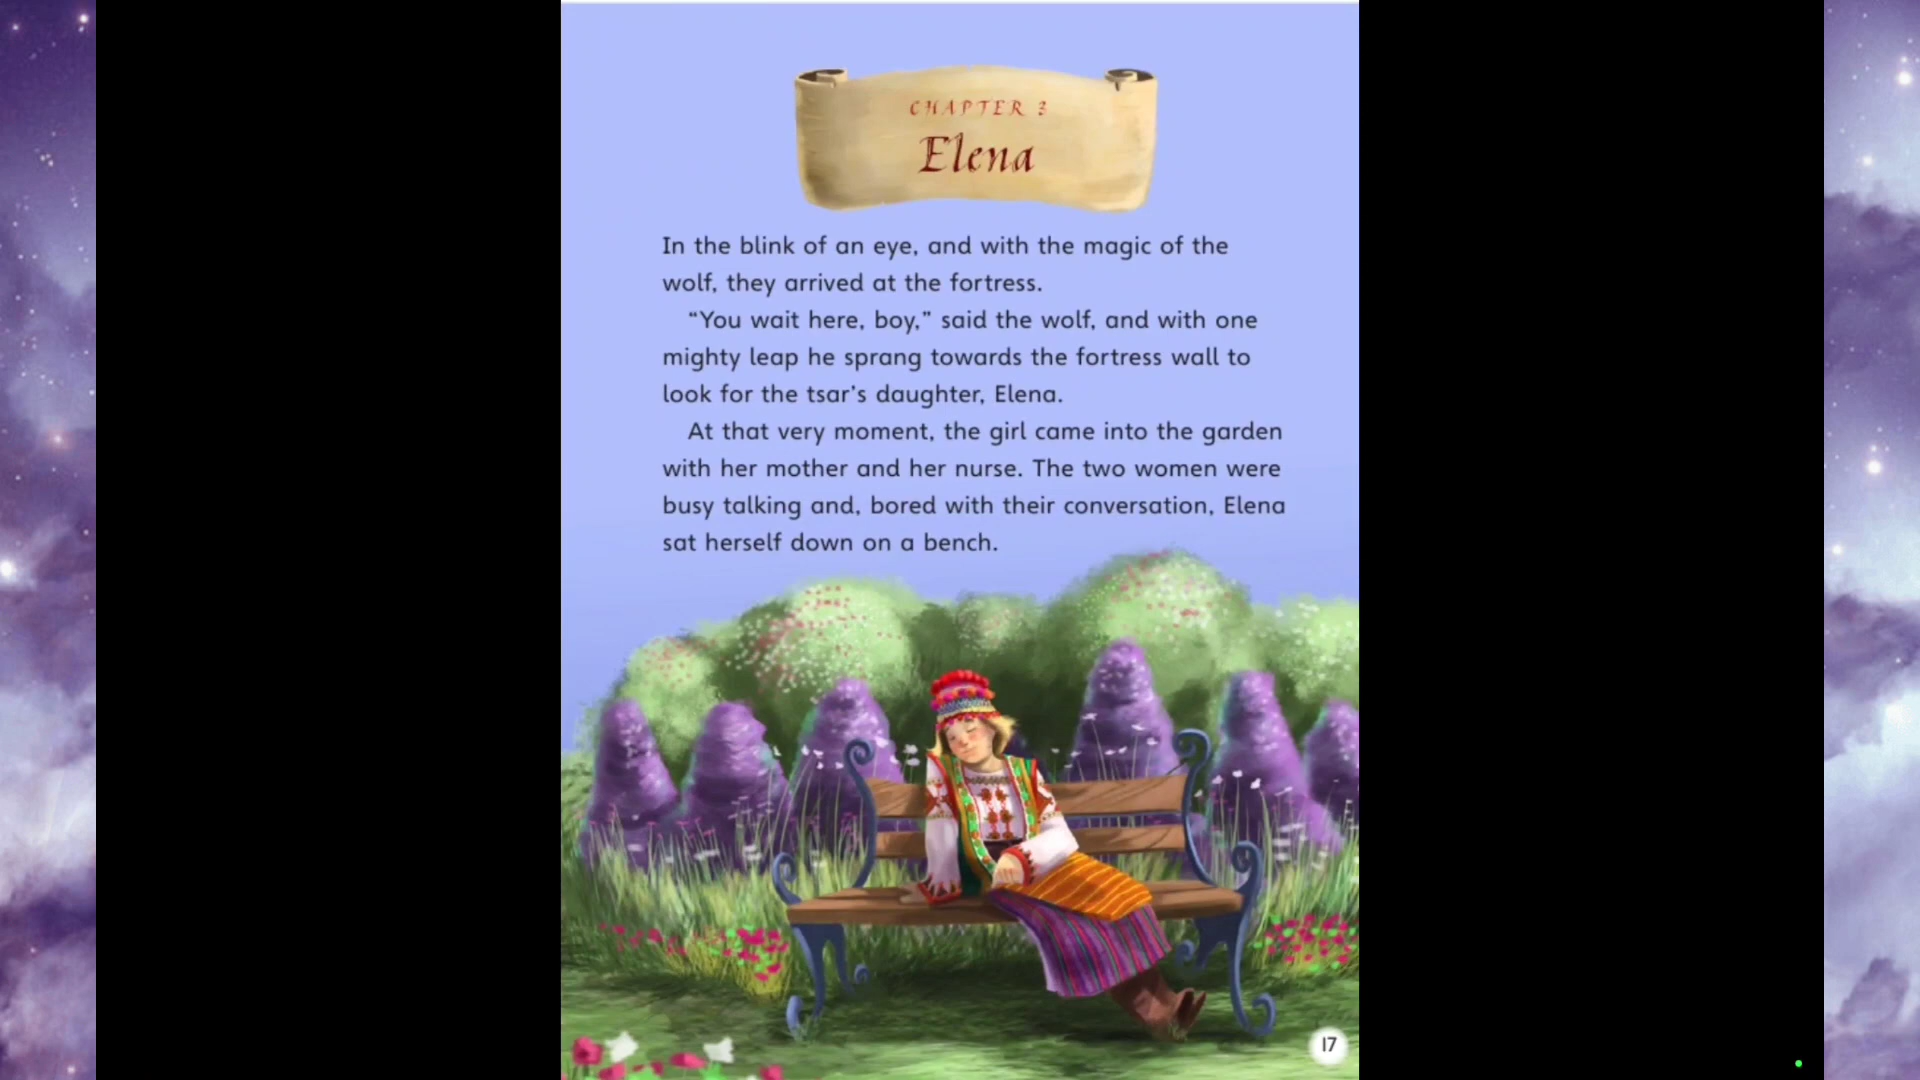 CHAPTER 3
Elena
In the blink of an eye, and with the magic of the
wolf, they arrived at the fortress.
“You wait here, boy,” said the wolf, and with one
mighty leap he sprang towards the fortress wall to
look for the tsar’s daughter, Elena.
At that very moment, the girl came into the garden
with her mother and her nurse. The two women were
busy talking and, bored with their conversation, Elena
sat herself down on a bench.
17